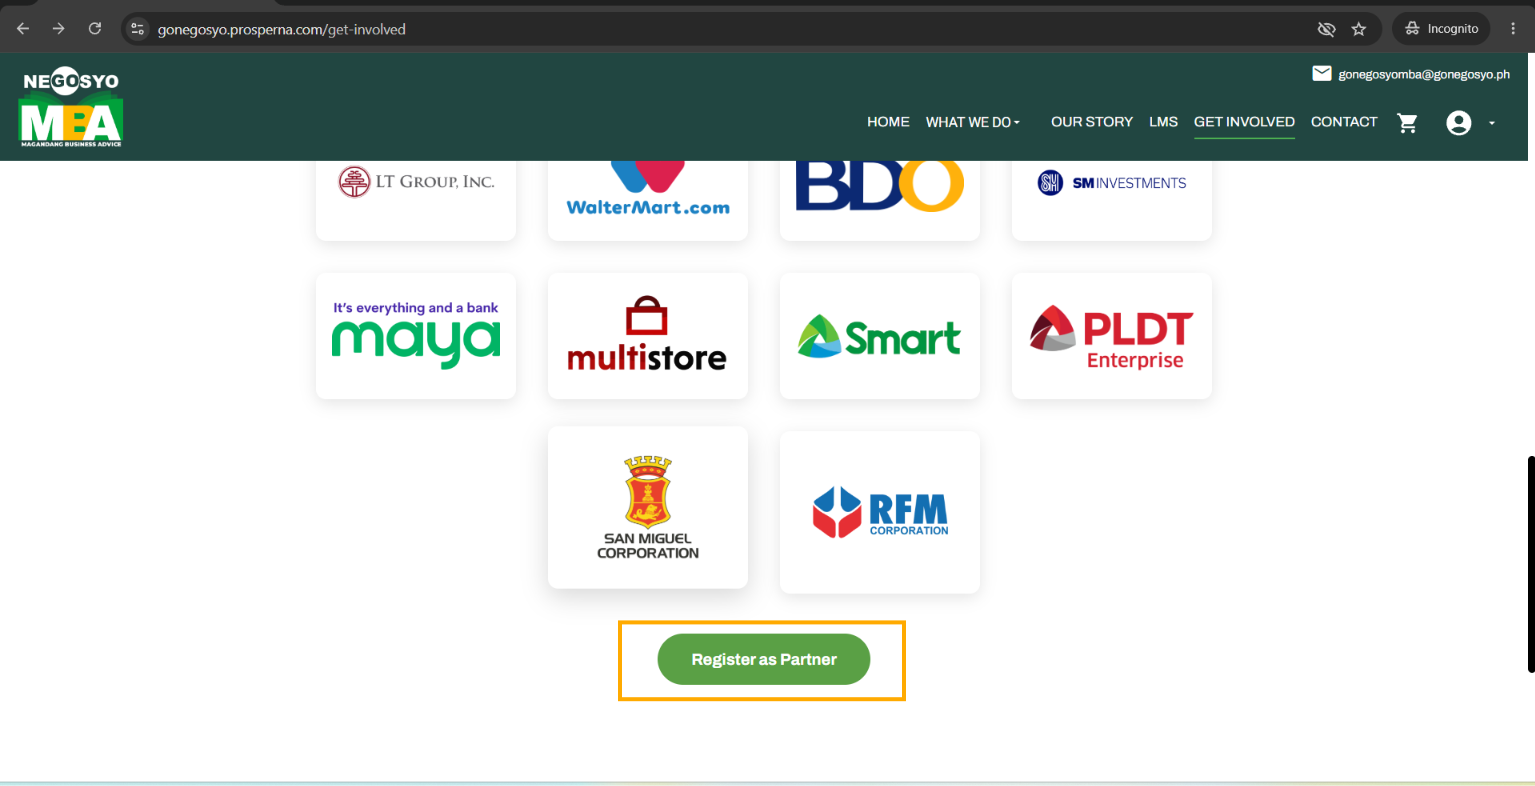 gonegosyo.prosperna.com/get-involved
Incognito
NEGOSYO
MBA
MAGANDANG BUSINESS ADVICE
gonegosyomba@gonegosyo.ph
HOME
WHAT WE DO
OUR STORY
LMS
GET INVOLVED
CONTACT
LT GROUP, INC.
WalterMart.com
BDO
SM
SM INVESTMENTS
It's everything and a bank
maya
multistore
Smart
PLDT
Enterprise
SAN MIGUEL
CORPORATION
RFM
CORPORATION
Register as Partner